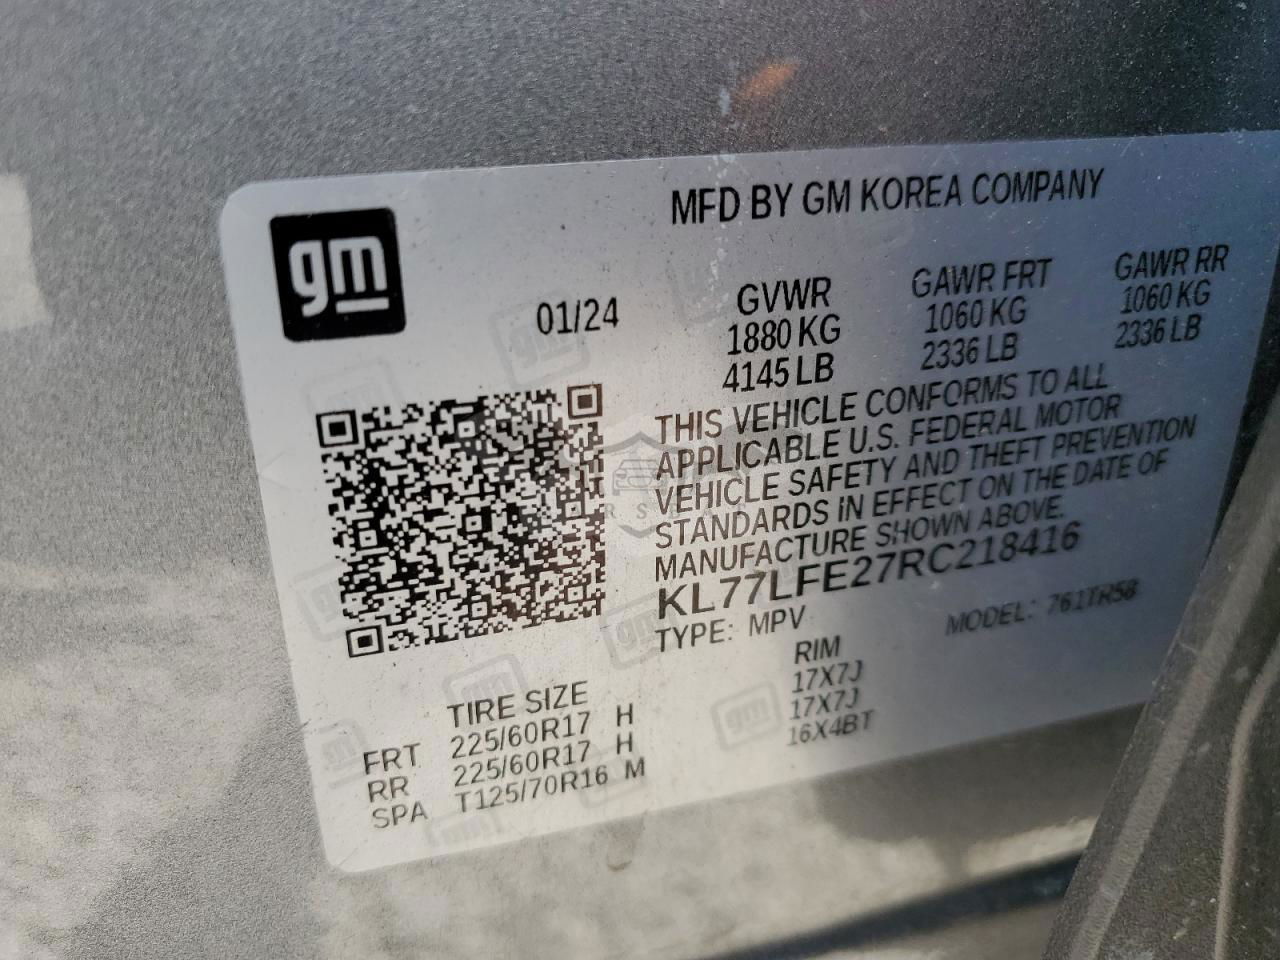 gm
MFD BY GM KOREA COMPANY
01/24
GVWR GAWR FRT GAWR RR
1880 KG 1060 KG 1060 KG
4145 LB 2336 LB 2336 LB
THIS VEHICLE CONFORMS TO ALL
APPLICABLE U.S. FEDERAL MOTOR
VEHICLE SAFETY AND THEFT PREVENTION
STANDARDS IN EFFECT ON THE DATE OF
MANUFACTURE SHOWN ABOVE.
KL77LFE27RC218416
TYPE: MPV MODEL: 761TR58
TIRE SIZE RIM
FRT 225/60R17 H 17X7J
RR 225/60R17 H 17X7J
SPA T125/70R16 M 16X4BT